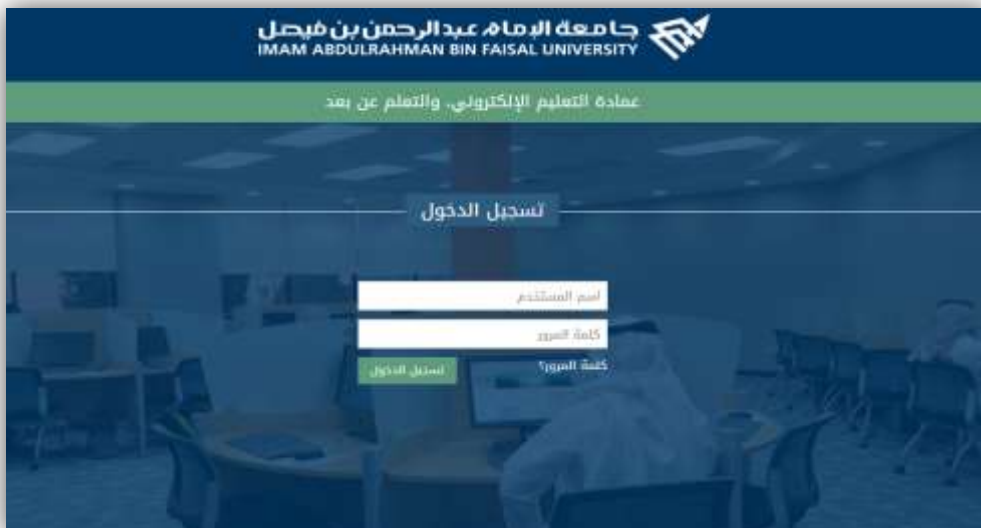 جامعة الإمام عبدالرحمن بن فيصل
IMAM ABDULRAHMAN BIN FAISAL UNIVERSITY
عمادة التعليم الإلكتروني، والتعلم عن بعد
تسجيل الدخول
اسم المستخدم
كلمة المرور
كلمة المرور؟
تسجيل الدخول